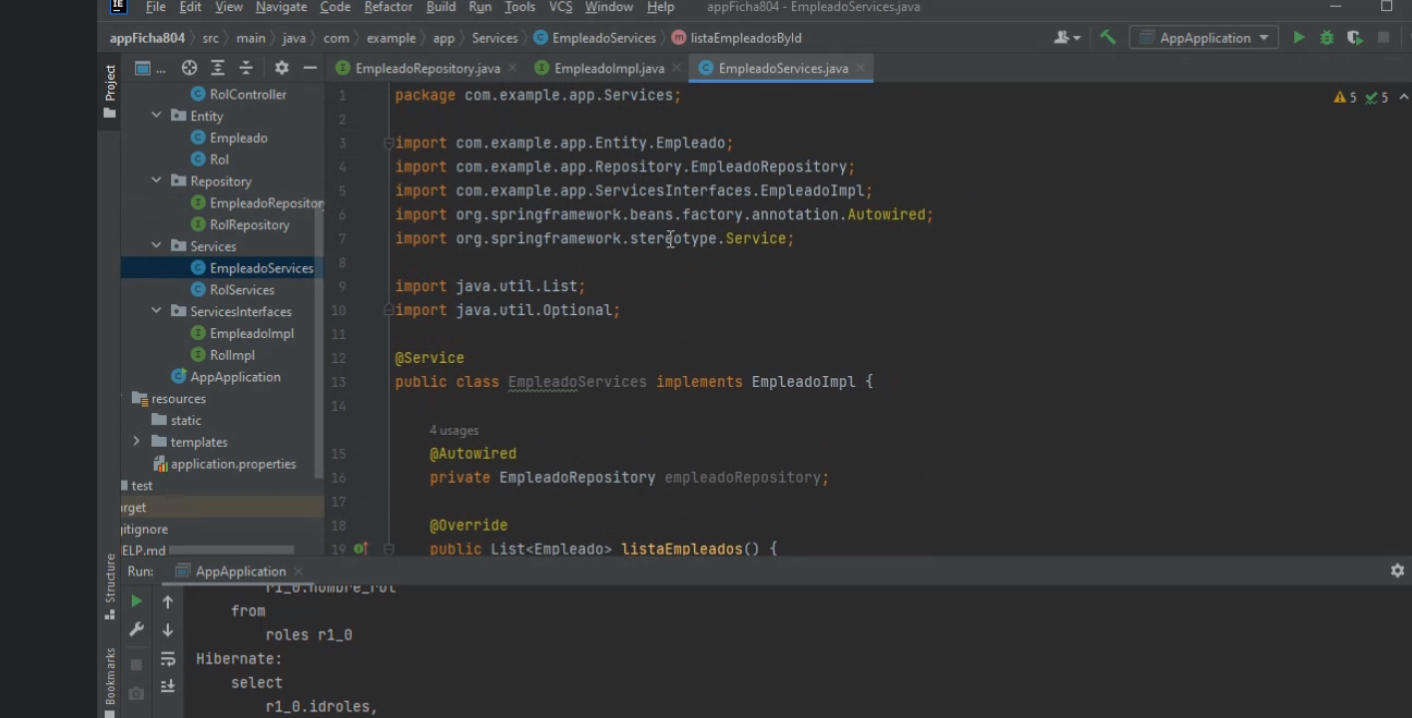 IE File Edit View Navigate Code Refactor Build Run Tools VCS Window Help appFicha804 - EmpleadoServices.java
appFicha804 src main java com example app Services EmpleadoServices listaEmpleadosById AppApplication
Project
... EmpleadoRepository.java EmpleadoImpl.java EmpleadoServices.java
RolController
Entity
Empleado
Rol
Repository
EmpleadoRepository
RolRepository
Services
EmpleadoServices
RolServices
ServicesInterfaces
EmpleadoImpl
RolImpl
AppApplication
resources
static
templates
application.properties
test
arget
gitignore
ELP.md
5 5
1 package com.example.app.Services;
2
3 import com.example.app.Entity.Empleado;
4 import com.example.app.Repository.EmpleadoRepository;
5 import com.example.app.ServicesInterfaces.EmpleadoImpl;
6 import org.springframework.beans.factory.annotation.Autowired;
7 import org.springframework.stereotype.Service;
8
9 import java.util.List;
10 import java.util.Optional;
11
12 @Service
13 public class EmpleadoServices implements EmpleadoImpl {
14
4 usages
15 @Autowired
16 private EmpleadoRepository empleadoRepository;
17
18 @Override
19 public List<Empleado> listaEmpleados() {
Structure
Bookmarks
Run: AppApplication
r1_0.nombre_rol
from
roles r1_0
Hibernate:
select
r1_0.idroles,